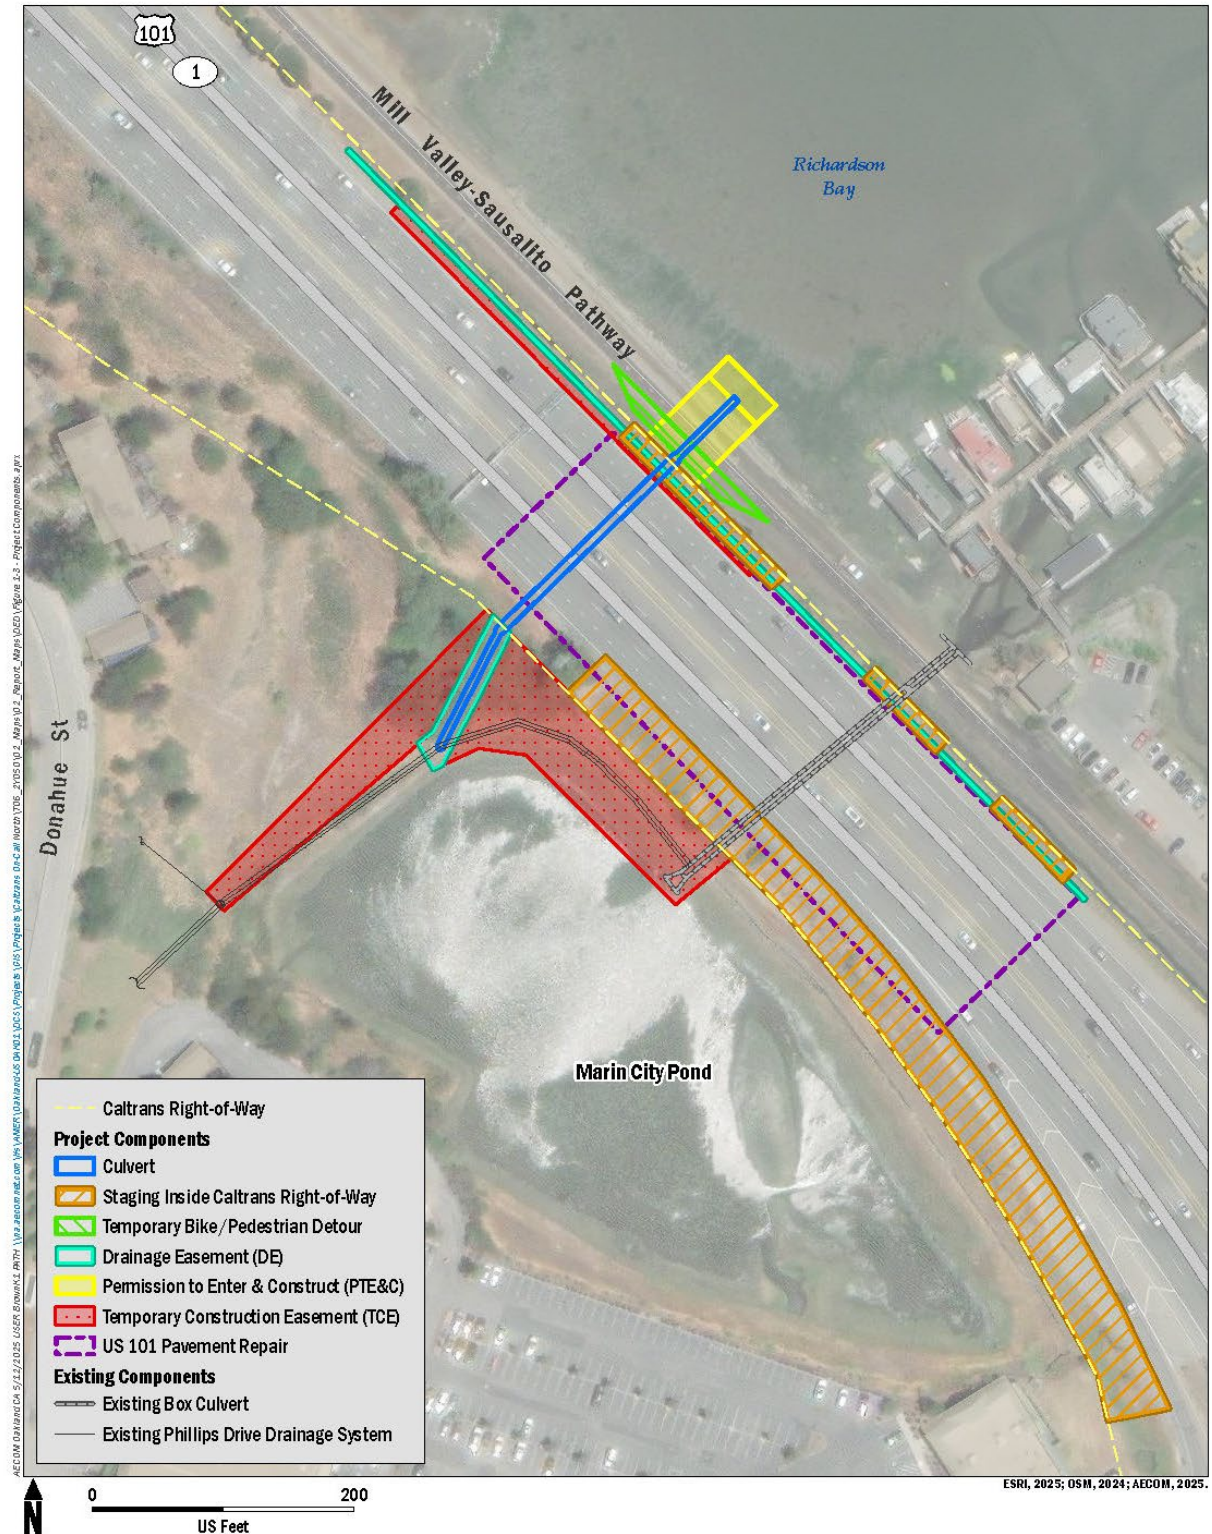 101
1
Mill Valley-Sausalito Pathway
Richardson
Bay
Donahue St
Marin City Pond
Caltrans Right-of-Way
Project Components
Culvert
Staging Inside Caltrans Right-of-Way
Temporary Bike/Pedestrian Detour
Drainage Easement (DE)
Permission to Enter & Construct (PTE&C)
Temporary Construction Easement (TCE)
US 101 Pavement Repair
Existing Components
Existing Box Culvert
Existing Phillips Drive Drainage System
ESRI, 2025; OSM, 2024; AECOM, 2025.
N
0 200
US Feet